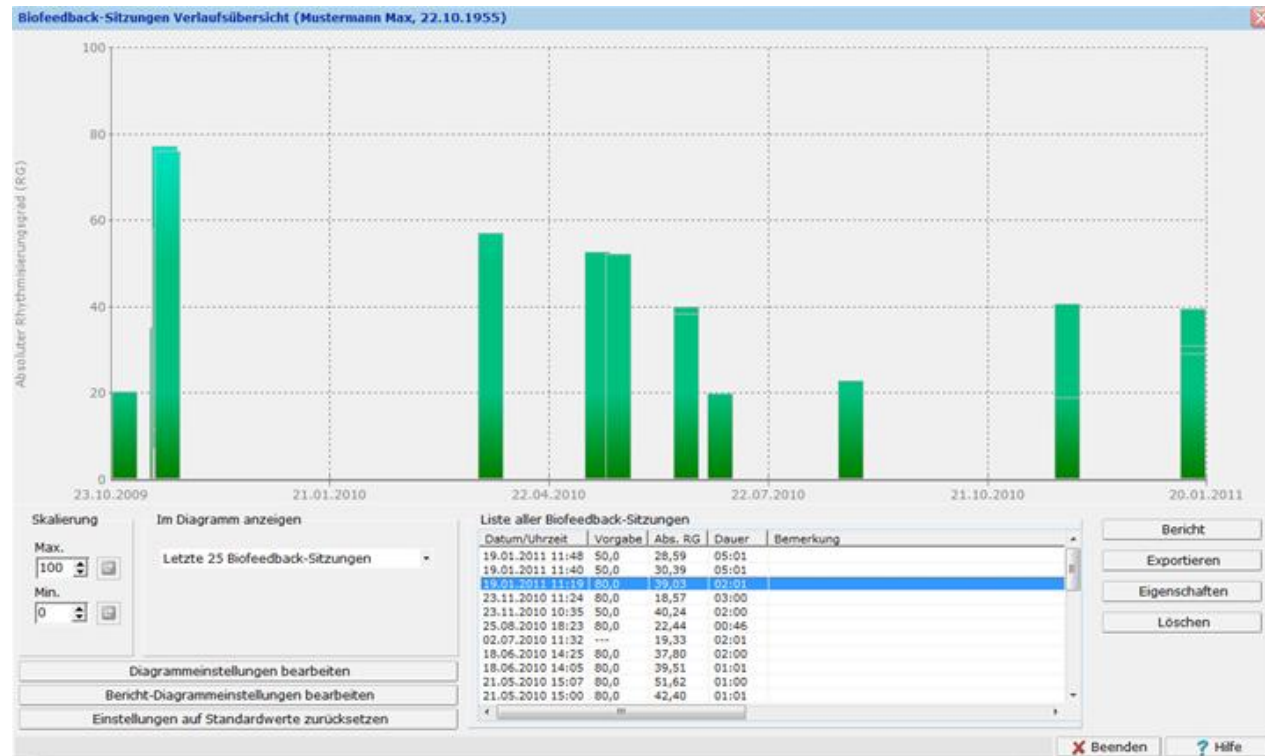 Biofeedback-Sitzungen Verlaufsübersicht (Mustermann Max, 22.10.1955)
Absoluter Rhythmisierungsgrad (RG)
100
80
60
40
20
0
23.10.2009 21.01.2010 22.04.2010 22.07.2010 21.10.2010 20.01.2011
Skalierung
Max.
100
Min.
0
Im Diagramm anzeigen
Letzte 25 Biofeedback-Sitzungen
Diagrammeinstellungen bearbeiten
Bericht-Diagrammeinstellungen bearbeiten
Einstellungen auf Standardwerte zurücksetzen
Liste aller Biofeedback-Sitzungen
Datum/Uhrzeit Vorgabe Abs. RG Dauer Bemerkung
19.01.2011 11:48 50,0 28,59 05:01
19.01.2011 11:40 50,0 30,39 05:01
19.01.2011 11:19 80,0 39,03 02:01
23.11.2010 11:24 80,0 18,57 03:00
23.11.2010 10:35 50,0 40,24 02:00
25.08.2010 18:23 80,0 22,44 00:46
02.07.2010 11:32 --- 19,33 02:01
18.06.2010 14:25 80,0 37,80 02:00
18.06.2010 14:05 80,0 39,51 01:01
21.05.2010 15:07 80,0 51,62 01:00
21.05.2010 15:00 80,0 42,40 01:01
Bericht
Exportieren
Eigenschaften
Löschen
Beenden
? Hilfe